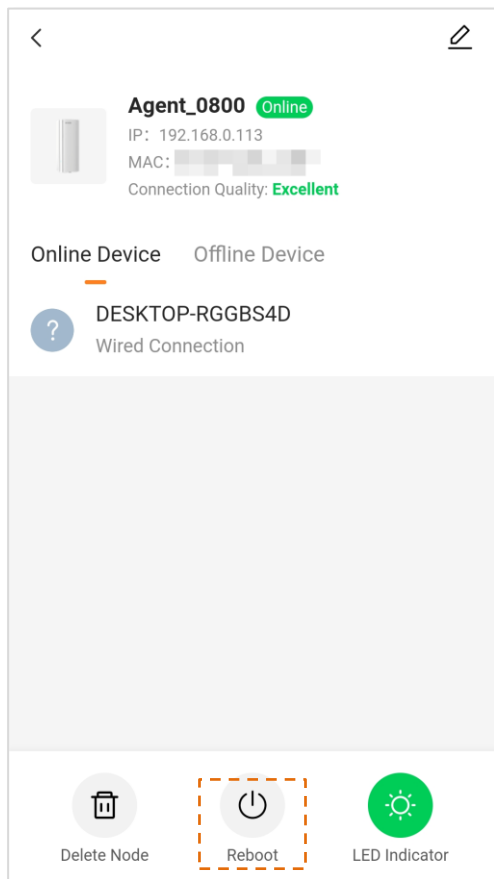 Agent_0800 Online
IP: 192.168.0.113
MAC:
Connection Quality: Excellent
Online Device Offline Device
?
DESKTOP-RGGBS4D
Wired Connection
Delete Node Reboot LED Indicator